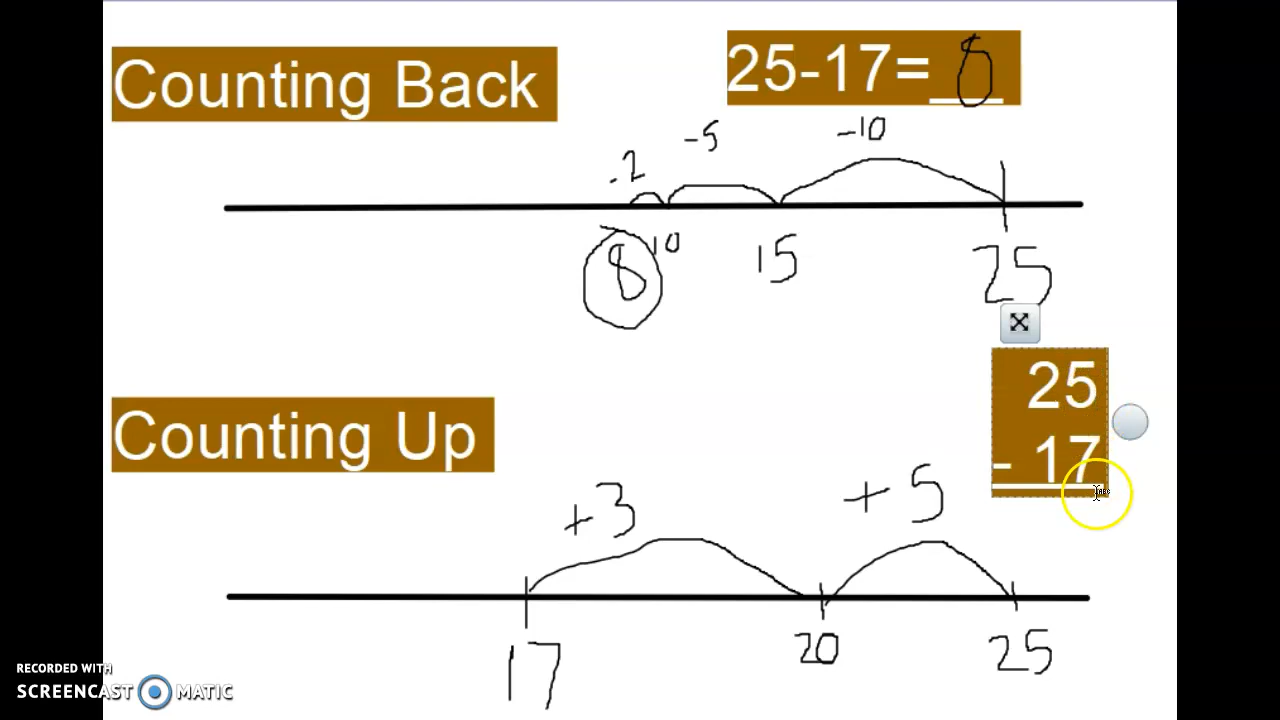 Counting Back
25-17=8
-2 -5 -10
8 10 15 25
25
- 17
Counting Up
+3 +5
17 20 25
RECORDED WITH
SCREENCAST MATIC